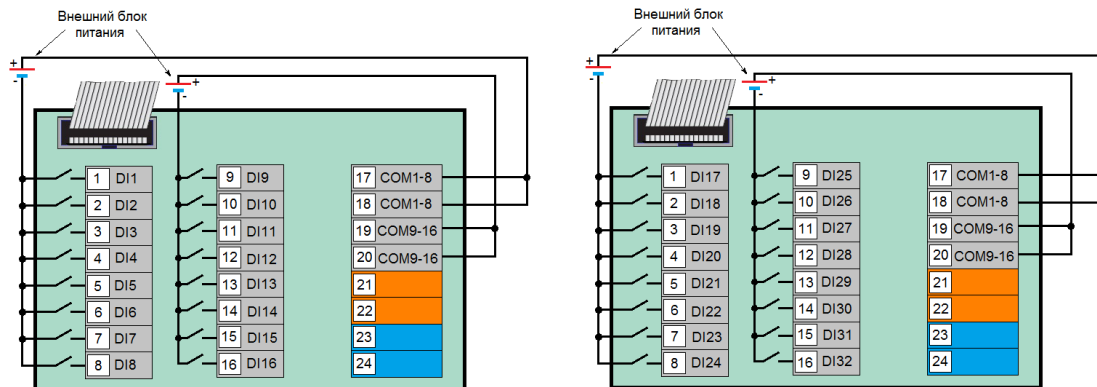 Внешний блок
питания
+
-
+
-
1 DI1
2 DI2
3 DI3
4 DI4
5 DI5
6 DI6
7 DI7
8 DI8
9 DI9
10 DI10
11 DI11
12 DI12
13 DI13
14 DI14
15 DI15
16 DI16
17 COM1-8
18 COM1-8
19 COM9-16
20 COM9-16
21
22
23
24
Внешний блок
питания
+
-
+
-
1 DI17
2 DI18
3 DI19
4 DI20
5 DI21
6 DI22
7 DI23
8 DI24
9 DI25
10 DI26
11 DI27
12 DI28
13 DI29
14 DI30
15 DI31
16 DI32
17 COM1-8
18 COM1-8
19 COM9-16
20 COM9-16
21
22
23
24